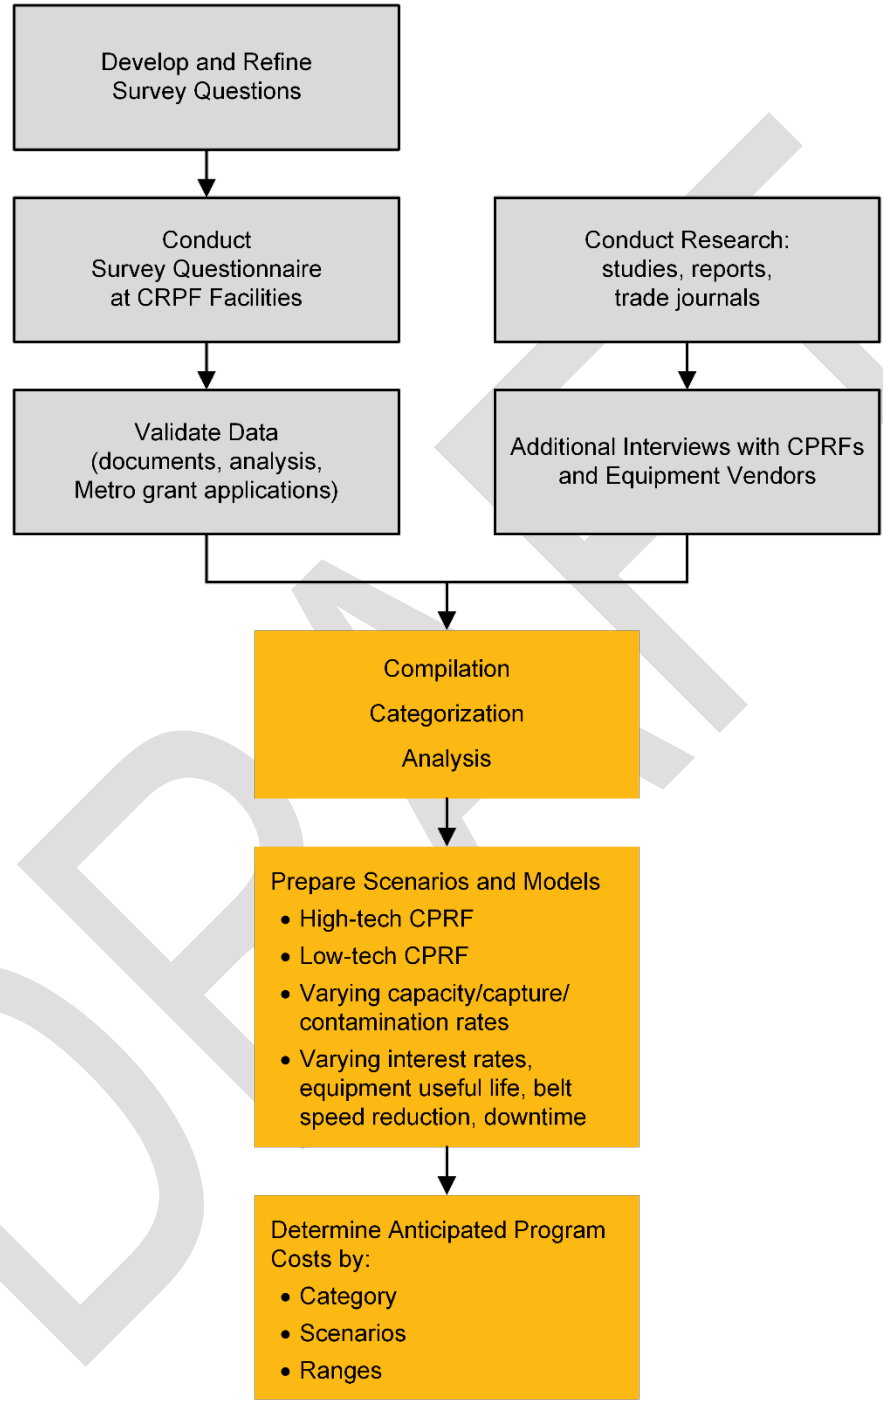 Develop and Refine
Survey Questions
Conduct
Survey Questionnaire
at CRPF Facilities
Conduct Research:
studies, reports,
trade journals
Validate Data
(documents, analysis,
Metro grant applications)
Additional Interviews with CPRFs
and Equipment Vendors
Compilation
Categorization
Analysis
Prepare Scenarios and Models
• High-tech CPRF
• Low-tech CPRF
• Varying capacity/capture/
contamination rates
• Varying interest rates,
equipment useful life, belt
speed reduction, downtime
Determine Anticipated Program
Costs by:
• Category
• Scenarios
• Ranges
DRAFT